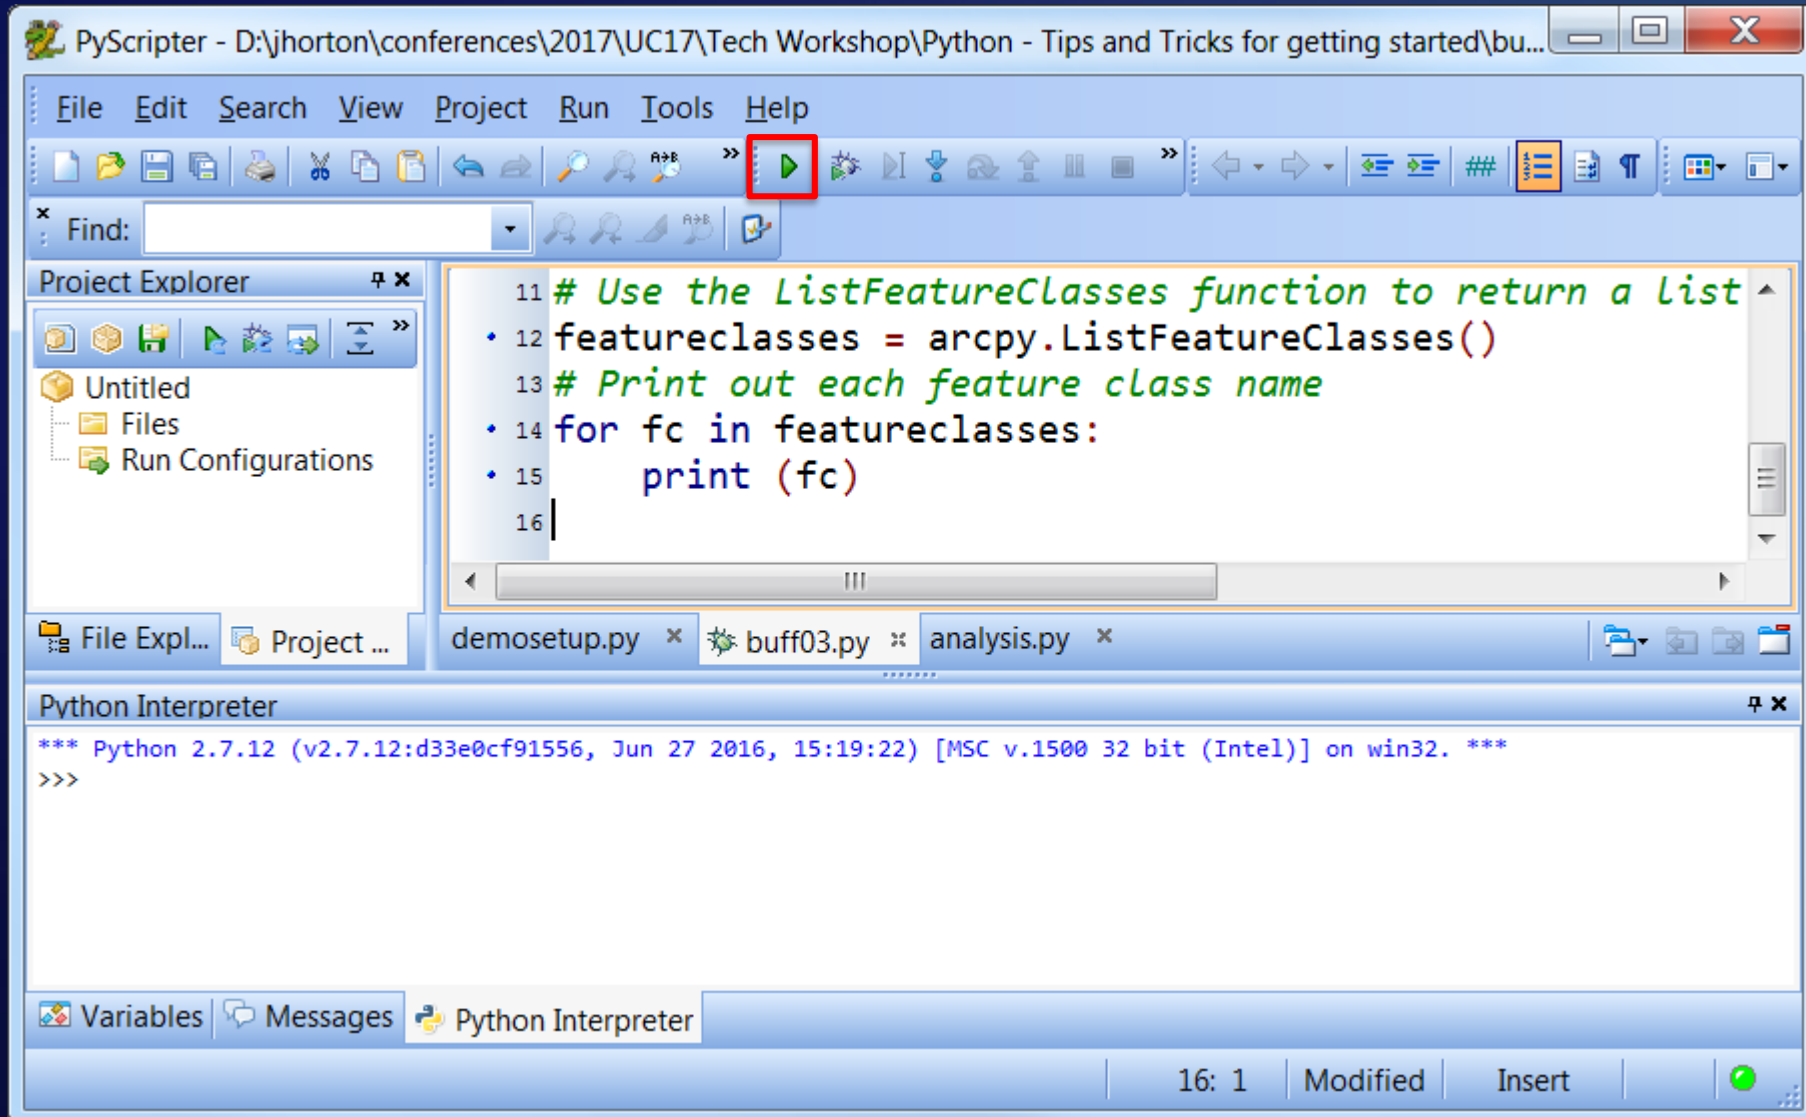 PyScripter - D:\jhorton\conferences\2017\UC17\Tech Workshop\Python - Tips and Tricks for getting started\bu...
File Edit Search View Project Run Tools Help
Find:
Project Explorer
Untitled
Files
Run Configurations
File Expl... Project ...
11 # Use the ListFeatureClasses function to return a list
12 featureclasses = arcpy.ListFeatureClasses()
13 # Print out each feature class name
14 for fc in featureclasses:
15     print (fc)
16
demosetup.py buff03.py analysis.py
Python Interpreter
*** Python 2.7.12 (v2.7.12:d33e0cf91556, Jun 27 2016, 15:19:22) [MSC v.1500 32 bit (Intel)] on win32. ***
>>>
Variables Messages Python Interpreter
16: 1 Modified Insert